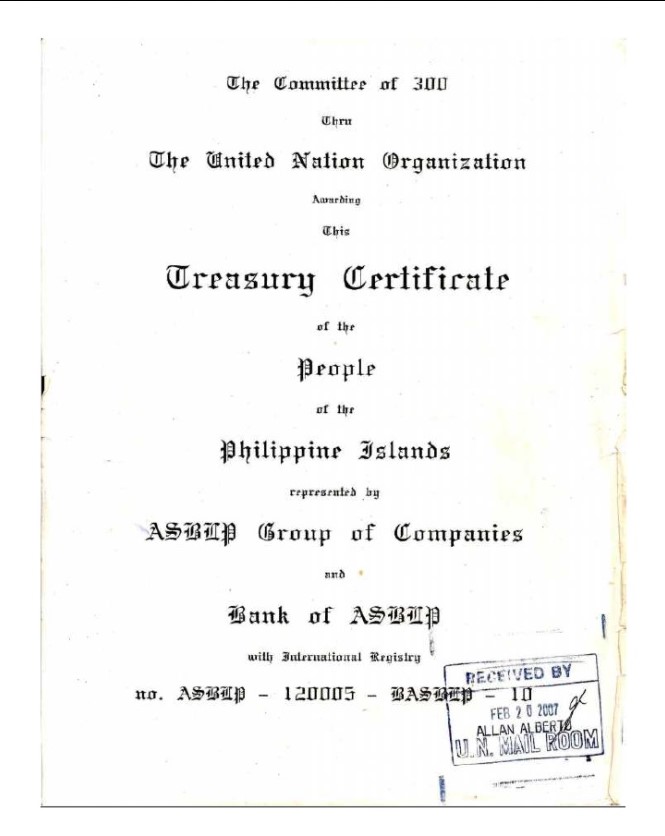 The Committee of 300
Thru
The United Nation Organization
Awarding
This
Treasury Certificate
of the
People
of the
Philippine Islands
represented by
ASBLP Group of Companies
and
Bank of ASBLP
with International Registry
no. ASBLP - 120005 - BASBLP - 10
RECEIVED BY
FEB 20 2007
ALLAN ALBERTO
U.N. MAIL ROOM